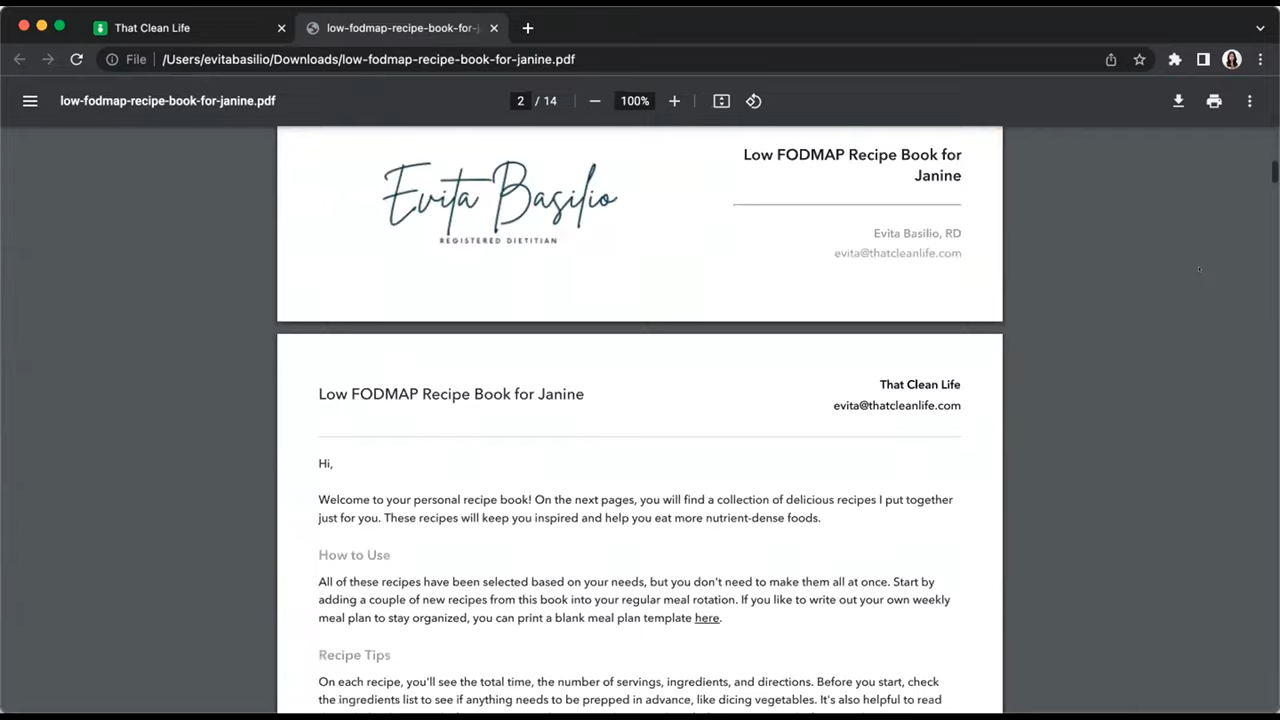 That Clean Life
low-fodmap-recipe-book-for-j
File
/Users/evitabasilio/Downloads/low-fodmap-recipe-book-for-janine.pdf
low-fodmap-recipe-book-for-janine.pdf
2 / 14
100%
Evita Basilio
REGISTERED DIETITIAN
Low FODMAP Recipe Book for
Janine
Evita Basilio, RD
evita@thatcleanlife.com
Low FODMAP Recipe Book for Janine
That Clean Life
evita@thatcleanlife.com
Hi,
Welcome to your personal recipe book! On the next pages, you will find a collection of delicious recipes I put together
just for you. These recipes will keep you inspired and help you eat more nutrient-dense foods.
How to Use
All of these recipes have been selected based on your needs, but you don't need to make them all at once. Start by
adding a couple of new recipes from this book into your regular meal rotation. If you like to write out your own weekly
meal plan to stay organized, you can print a blank meal plan template here.
Recipe Tips
On each recipe, you'll see the total time, the number of servings, ingredients, and directions. Before you start, check
the ingredients list to see if anything needs to be prepped in advance, like dicing vegetables. It's also helpful to read